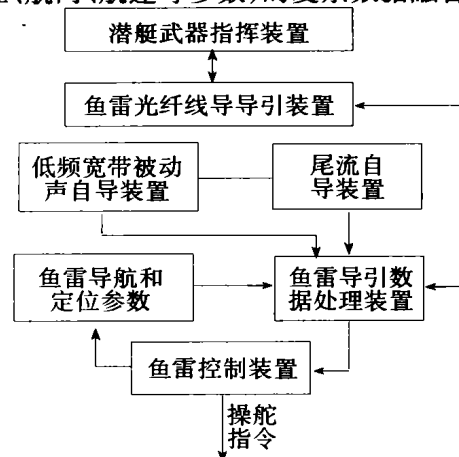 潜艇武器指挥装置
鱼雷光纤线导导引装置
低频宽带被动
声自导装置
尾流自
导装置
鱼雷导航和
定位参数
鱼雷导引数
据处理装置
鱼雷控制装置
操舵
指令